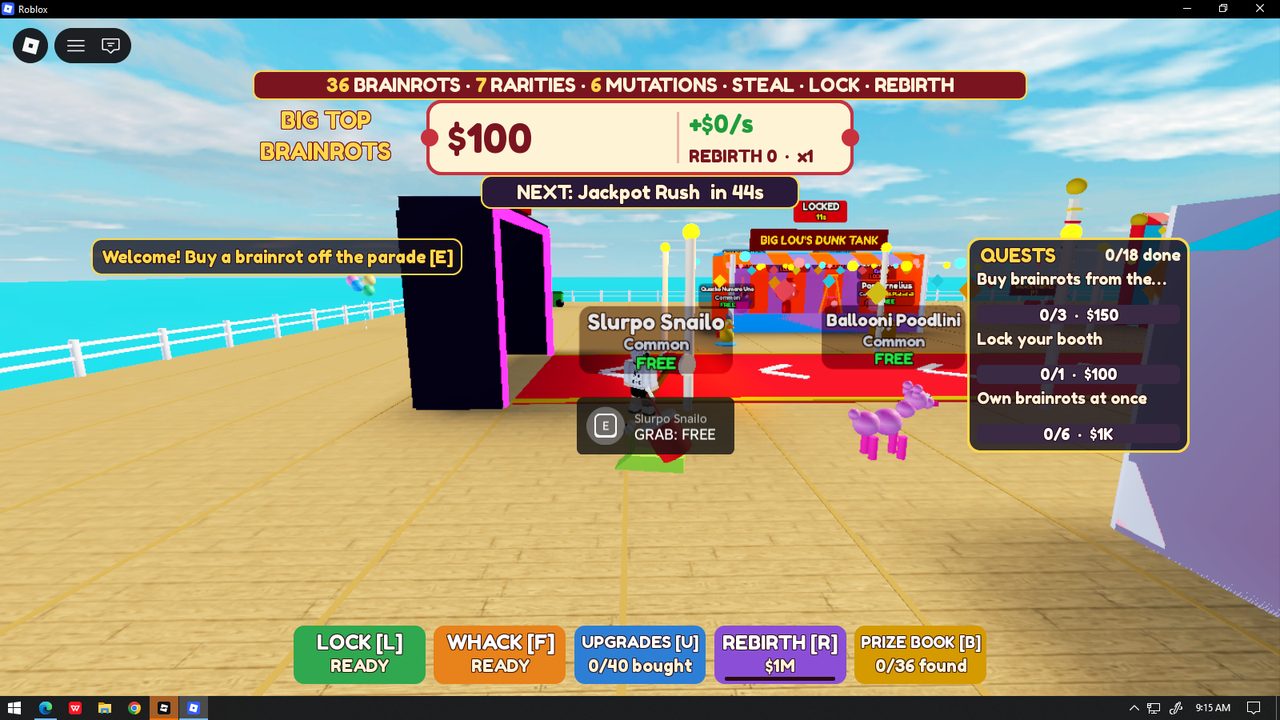 Roblox
36 BRAINROTS · 7 RARITIES · 6 MUTATIONS · STEAL · LOCK · REBIRTH
BIG TOP
BRAINROTS
$100
+$0/s
REBIRTH 0 · x1
NEXT: Jackpot Rush in 44s
LOCKED
11s
BIG LOU'S DUNK TANK
Welcome! Buy a brainrot off the parade [E]
QUESTS 0/18 done
Buy brainrots from the...
0/3 · $150
Lock your booth
0/1 · $100
Own brainrots at once
0/6 · $1K
Common
FREE
Slurpo Snailo
Common
FREE
Ballooni Poodlini
Common
FREE
E
Slurpo Snailo
GRAB: FREE
LOCK [L]
READY
WHACK [F]
READY
UPGRADES [U]
0/40 bought
REBIRTH [R]
$1M
PRIZE BOOK [B]
0/36 found
9:15 AM